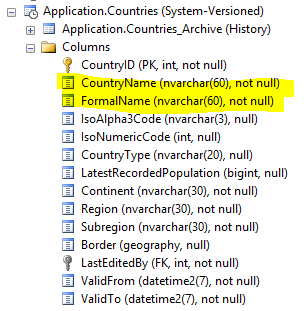 Application.Countries (System-Versioned)
Application.Countries_Archive (History)
Columns
CountryID (PK, int, not null)
CountryName (nvarchar(60), not null)
FormalName (nvarchar(60), not null)
IsoAlpha3Code (nvarchar(3), null)
IsoNumericCode (int, null)
CountryType (nvarchar(20), null)
LatestRecordedPopulation (bigint, null)
Continent (nvarchar(30), not null)
Region (nvarchar(30), not null)
Subregion (nvarchar(30), not null)
Border (geography, null)
LastEditedBy (FK, int, not null)
ValidFrom (datetime2(7), not null)
ValidTo (datetime2(7), not null)